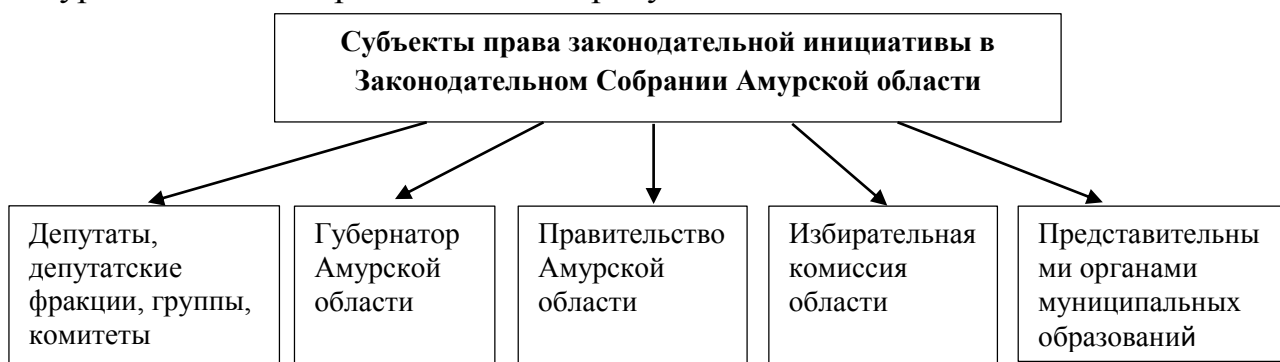 Субъекты права законодательной инициативы в
Законодательном Собрании Амурской области
Депутаты,
депутатские
фракции, группы,
комитеты
Губернатор
Амурской
области
Правительство
Амурской
области
Избирательная
комиссия
области
Представительны
ми органами
муниципальных
образований